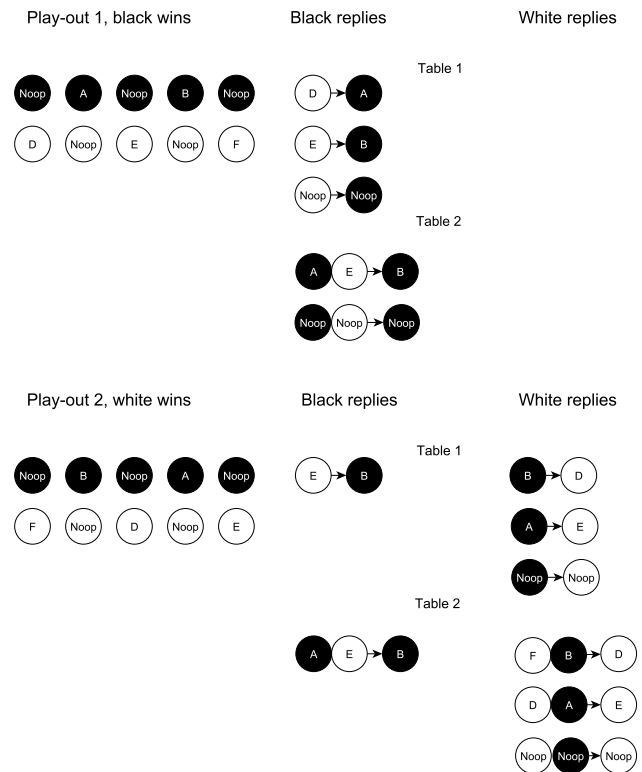 Play-out 1, black wins Black replies White replies
Table 1
Noop A Noop B Noop D A
D Noop E Noop F E B
Noop Noop
Table 2
A E B
Noop Noop Noop
Play-out 2, white wins Black replies White replies
Table 1
Noop B Noop A Noop E B B D
F Noop D Noop E A E
Noop Noop
Table 2
A E B F B D
D A E
Noop Noop Noop